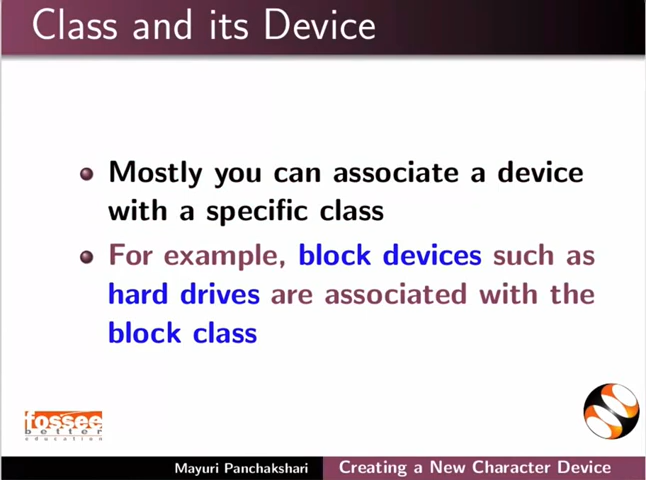 Class and its Device
Mostly you can associate a device
with a specific class
For example, block devices such as
hard drives are associated with the
block class
fossee
better
education
Mayuri Panchakshari
Creating a New Character Device